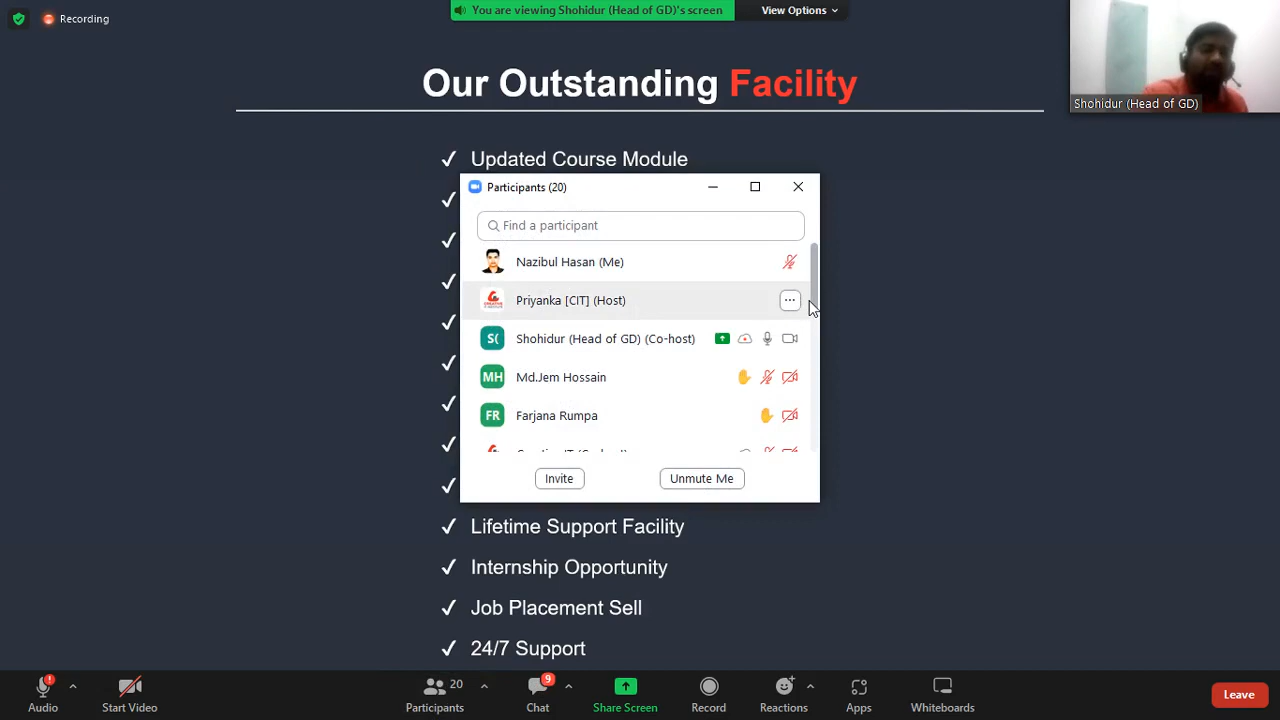 Recording
You are viewing Shohidur (Head of GD)'s screen
View Options
Our Outstanding Facility
Shohidur (Head of GD)
Updated Course Module
Participants (20)
Find a participant
Nazibul Hasan (Me)
Priyanka [CIT] (Host)
S( Shohidur (Head of GD) (Co-host)
MH Md.Jem Hossain
FR Farjana Rumpa
Invite
Unmute Me
Lifetime Support Facility
Internship Opportunity
Job Placement Sell
24/7 Support
Audio
Start Video
Participants
20
Chat
9
Share Screen
Record
Reactions
Apps
Whiteboards
Leave